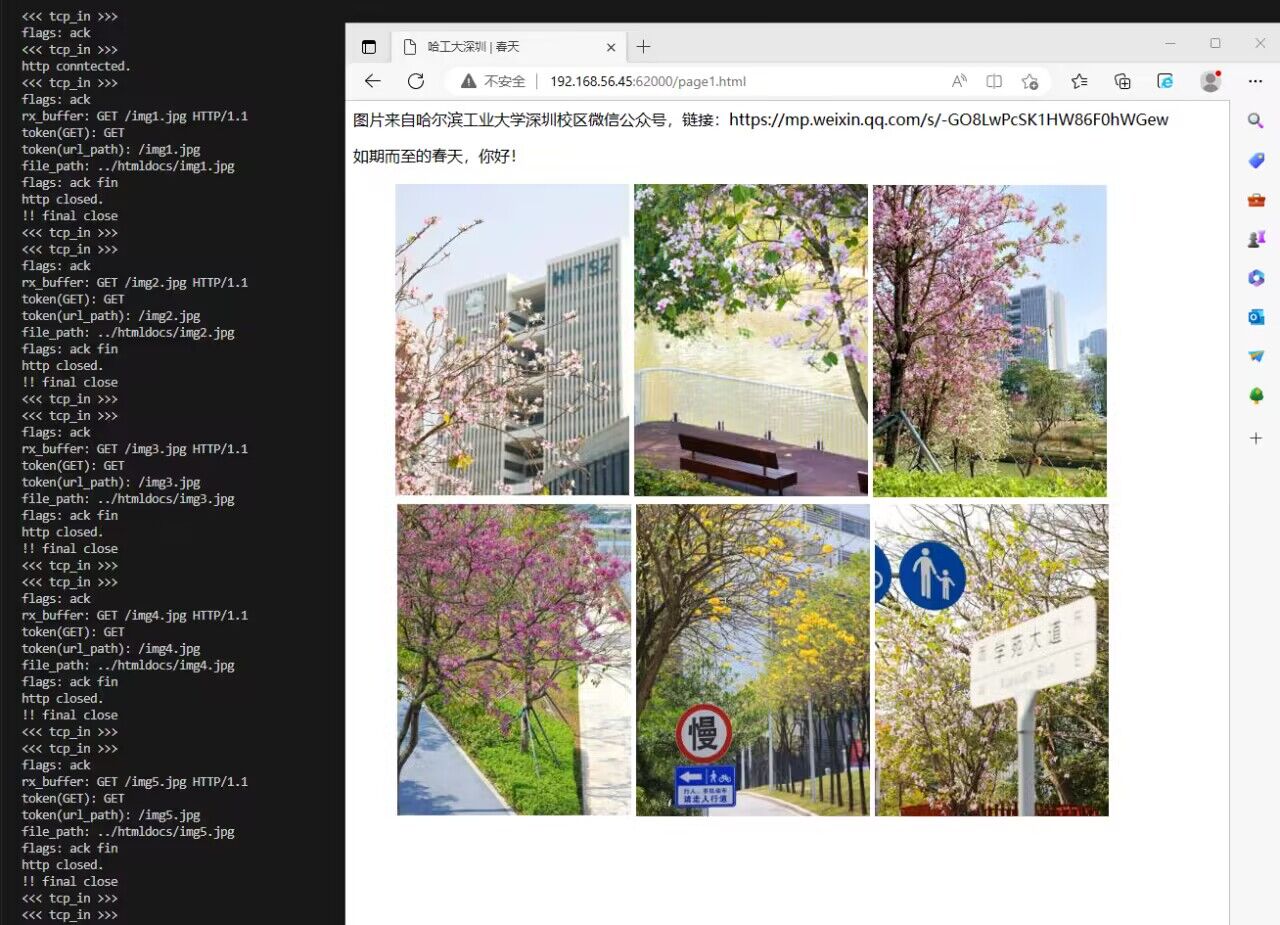 <<< tcp_in >>>
flags: ack
<<< tcp_in >>>
http conntected.
<<< tcp_in >>>
flags: ack
rx_buffer: GET /img1.jpg HTTP/1.1
token(GET): GET
token(url_path): /img1.jpg
file_path: ../htmldocs/img1.jpg
flags: ack fin
http closed.
!! final close
<<< tcp_in >>>
<<< tcp_in >>>
flags: ack
rx_buffer: GET /img2.jpg HTTP/1.1
token(GET): GET
token(url_path): /img2.jpg
file_path: ../htmldocs/img2.jpg
flags: ack fin
http closed.
!! final close
<<< tcp_in >>>
<<< tcp_in >>>
flags: ack
rx_buffer: GET /img3.jpg HTTP/1.1
token(GET): GET
token(url_path): /img3.jpg
file_path: ../htmldocs/img3.jpg
flags: ack fin
http closed.
!! final close
<<< tcp_in >>>
<<< tcp_in >>>
flags: ack
rx_buffer: GET /img4.jpg HTTP/1.1
token(GET): GET
token(url_path): /img4.jpg
file_path: ../htmldocs/img4.jpg
flags: ack fin
http closed.
!! final close
<<< tcp_in >>>
<<< tcp_in >>>
flags: ack
rx_buffer: GET /img5.jpg HTTP/1.1
token(GET): GET
token(url_path): /img5.jpg
file_path: ../htmldocs/img5.jpg
flags: ack fin
http closed.
!! final close
<<< tcp_in >>>
<<< tcp_in >>>
哈工大深圳 | 春天
不安全
192.168.56.45:62000/page1.html
图片来自哈尔滨工业大学深圳校区微信公众号，链接：https://mp.weixin.qq.com/s/-GO8LwPcSK1HW86F0hWGew
如期而至的春天，你好！
HITSZ
慢
请走人行道
学苑大道